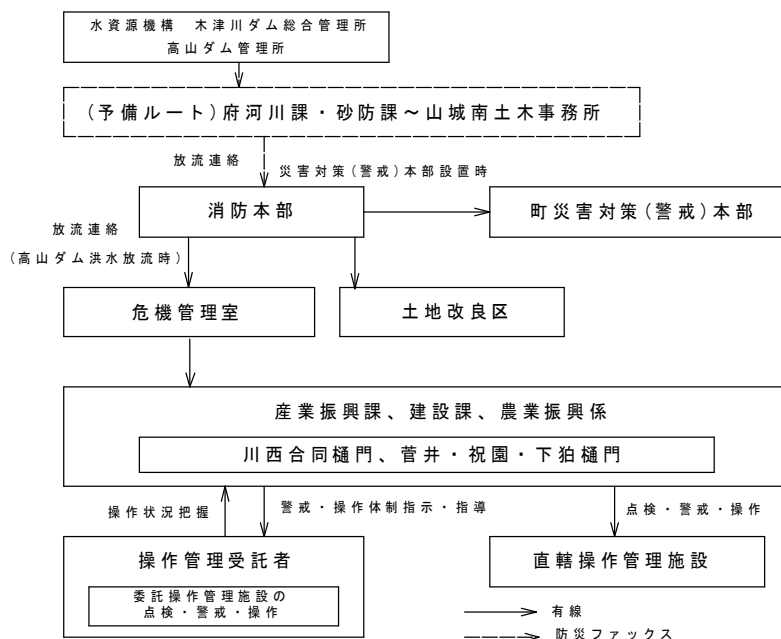 水資源機構 木津川ダム総合管理所
高山ダム管理所
(予備ルート)府河川課・砂防課～山城南土木事務所
放流連絡
災害対策(警戒)本部設置時
消防本部
町災害対策(警戒)本部
放流連絡
(高山ダム洪水放流時)
危機管理室
土地改良区
産業振興課、建設課、農業振興係
川西合同樋門、菅井・祝園・下狛樋門
操作状況把握
警戒・操作体制指示・指導
点検・警戒・操作
操作管理受託者
直轄操作管理施設
委託操作管理施設の
点検・警戒・操作
有線
防災ファックス